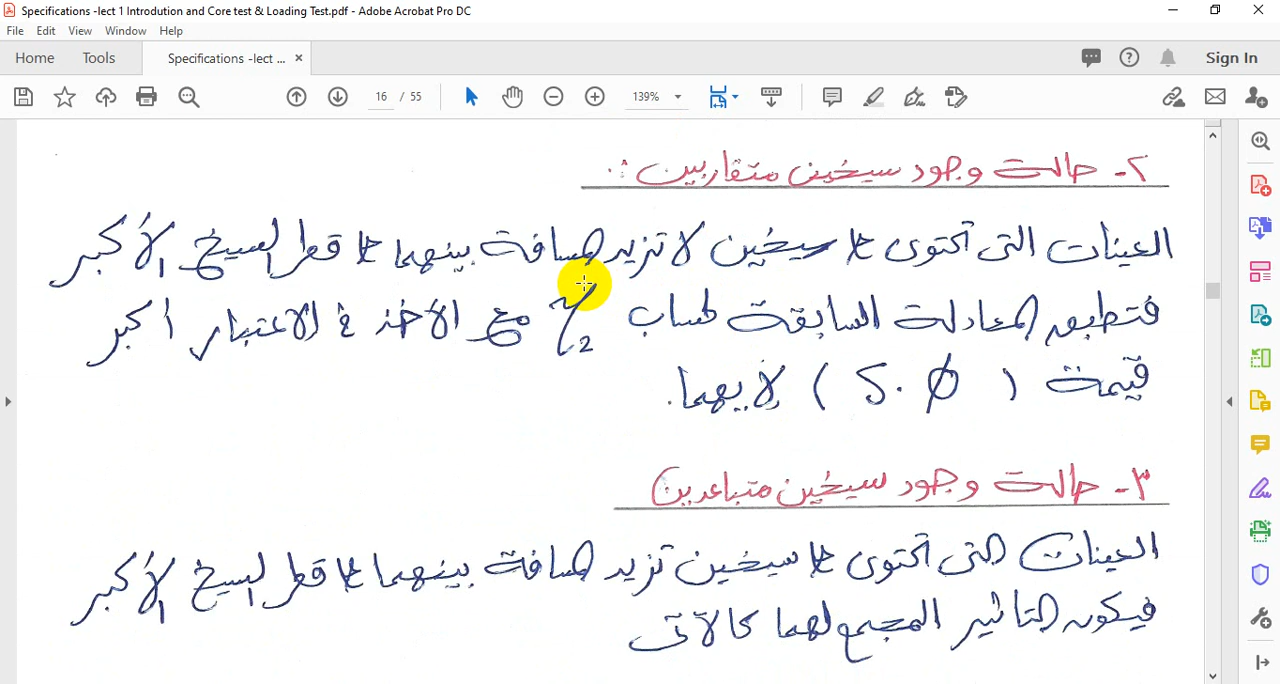 Specifications -lect 1 Introdution and Core test & Loading Test.pdf - Adobe Acrobat Pro DC
File Edit View Window Help
Home Tools Specifications -lect ... × Sign In
16 / 55 139%
٢- حالة وجود سيخين متقاربين :
العينات التى تحتوى على سيخين لا تزيد المسافة بينهما على قطر السيخ الأكبر
فتطبق المعادلة السابقة لحساب γ2 مع الأخذ في الاعتبار أكبر
قيمة ( S . Ø ) لأيهما .
٣- حالة وجود سيخين متباعدين
العينات التى تحتوى على سيخين تزيد المسافة بينهما على قطر السيخ الأكبر
فيكون التأثير المجمع لهما كالآتى